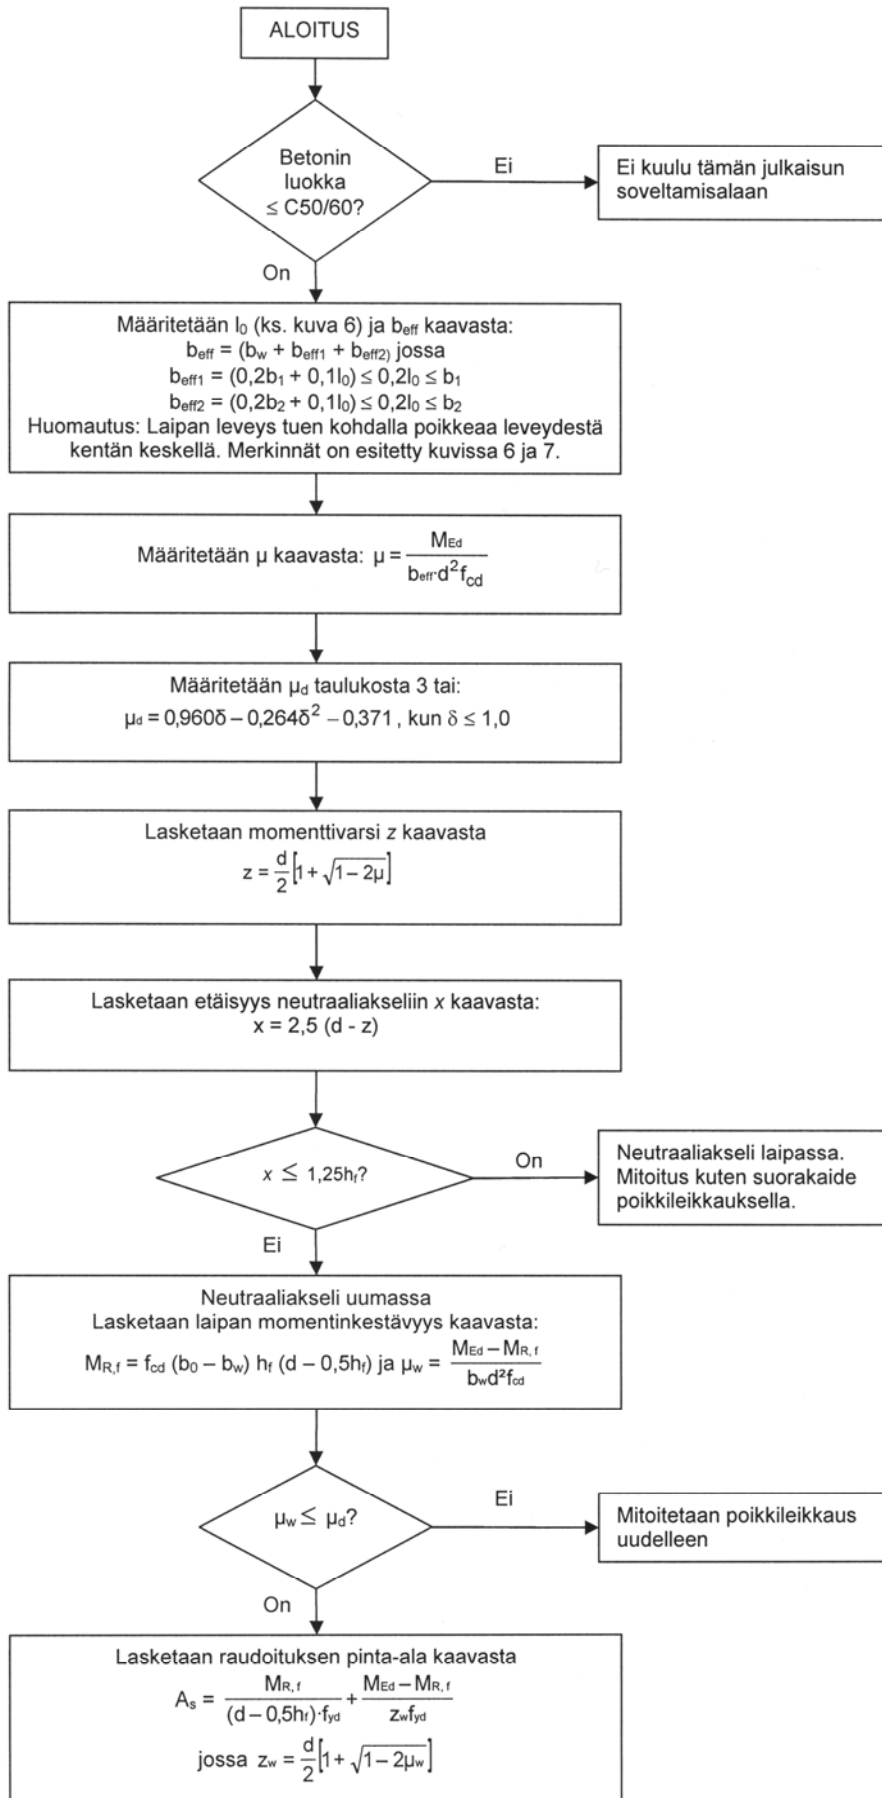 ALOITUS
Betonin
luokka
≤ C50/60?
Ei
Ei kuulu tämän julkaisun
soveltamisalaan
On
Määritetään l₀ (ks. kuva 6) ja b_eff kaavasta:
b_eff = (b_w + b_eff1 + b_eff2) jossa
b_eff1 = (0,2b₁ + 0,1l₀) ≤ 0,2l₀ ≤ b₁
b_eff2 = (0,2b₂ + 0,1l₀) ≤ 0,2l₀ ≤ b₂
Huomautus: Laipan leveys tuen kohdalla poikkeaa leveydestä
kentän keskellä. Merkinnät on esitetty kuvissa 6 ja 7.
Määritetään μ kaavasta: μ = M_Ed / (b_eff·d² f_cd)
Määritetään μ_d taulukosta 3 tai:
μ_d = 0,960δ – 0,264δ² – 0,371 , kun δ ≤ 1,0
Lasketaan momenttivarsi z kaavasta
z = d/2 [1 + √(1 – 2μ)]
Lasketaan etäisyys neutraaliakseliin x kaavasta:
x = 2,5 (d - z)
x ≤ 1,25h_f?
On
Neutraaliakseli laipassa.
Mitoitus kuten suorakaide
poikkileikkauksella.
Ei
Neutraaliakseli uumassa
Lasketaan laipan momentinkestävyys kaavasta:
M_R,f = f_cd (b₀ – b_w) h_f (d – 0,5h_f) ja μ_w = (M_Ed – M_R,f) / (b_w d² f_cd)
μ_w ≤ μ_d?
Ei
Mitoitetaan poikkileikkaus
uudelleen
On
Lasketaan raudoituksen pinta-ala kaavasta
A_s = M_R,f / ((d – 0,5h_f)·f_yd) + (M_Ed – M_R,f) / (z_w f_yd)
jossa z_w = d/2 [1 + √(1 – 2μ_w)]